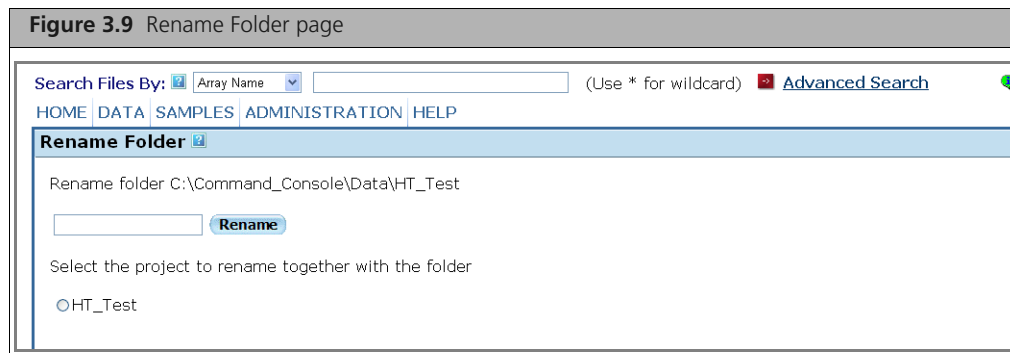 Figure 3.9 Rename Folder page
Search Files By: ? Array Name (Use * for wildcard) Advanced Search
HOME DATA SAMPLES ADMINISTRATION HELP
Rename Folder ?
Rename folder C:\Command_Console\Data\HT_Test
Rename
Select the project to rename together with the folder
HT_Test